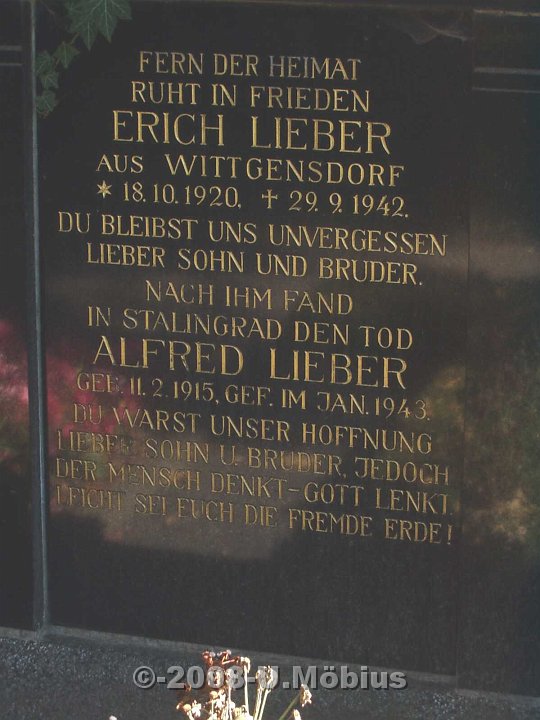 FERN DER HEIMAT
RUHT IN FRIEDEN
ERICH LIEBER
AUS WITTGENSDORF
* 18.10.1920, ✝ 29.9.1942.
DU BLEIBST UNS UNVERGESSEN
LIEBER SOHN UND BRUDER.
NACH IHM FAND
IN STALINGRAD DEN TOD
ALFRED LIEBER
GEB. 11.2.1915, GEF. IM JAN. 1943.
DU WARST UNSER HOFFNUNG
LIEBER SOHN U. BRUDER, JEDOCH
DER MENSCH DENKT-GOTT LENKT.
LEICHT SEI EUCH DIE FREMDE ERDE!
©-2008-U.Möbius